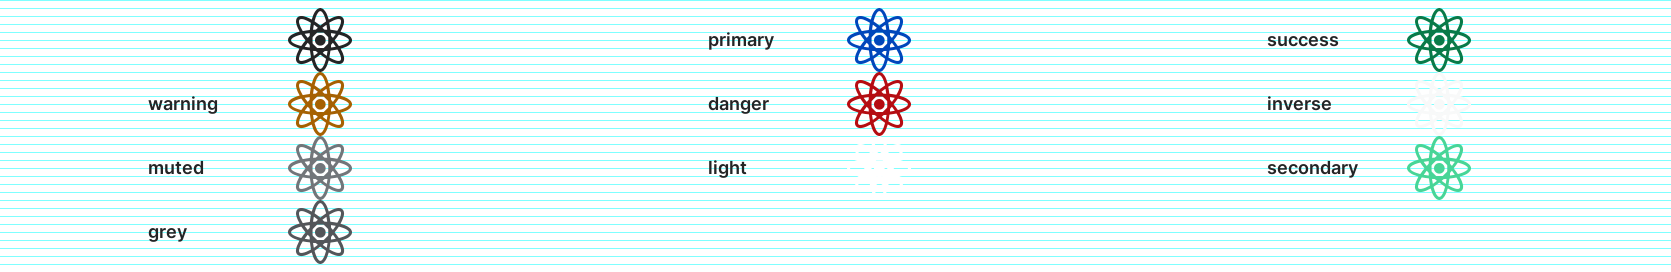 primary
success
warning
danger
inverse
muted
light
secondary
grey